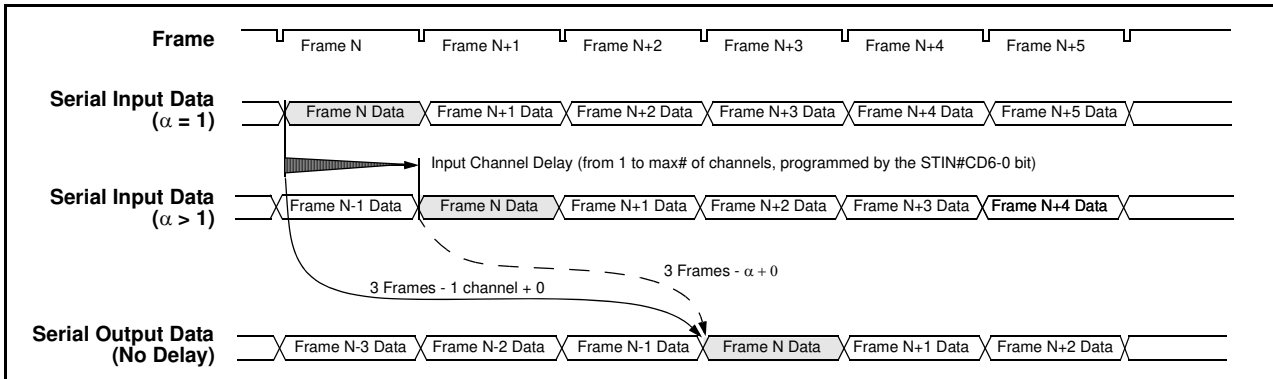 Frame
Frame N Frame N+1 Frame N+2 Frame N+3 Frame N+4 Frame N+5
Serial Input Data
(α = 1)
Frame N Data Frame N+1 Data Frame N+2 Data Frame N+3 Data Frame N+4 Data Frame N+5 Data
Input Channel Delay (from 1 to max# of channels, programmed by the STIN#CD6-0 bit)
Serial Input Data
(α > 1)
Frame N-1 Data Frame N Data Frame N+1 Data Frame N+2 Data Frame N+3 Data Frame N+4 Data
3 Frames - α + 0
3 Frames - 1 channel + 0
Serial Output Data
(No Delay)
Frame N-3 Data Frame N-2 Data Frame N-1 Data Frame N Data Frame N+1 Data Frame N+2 Data